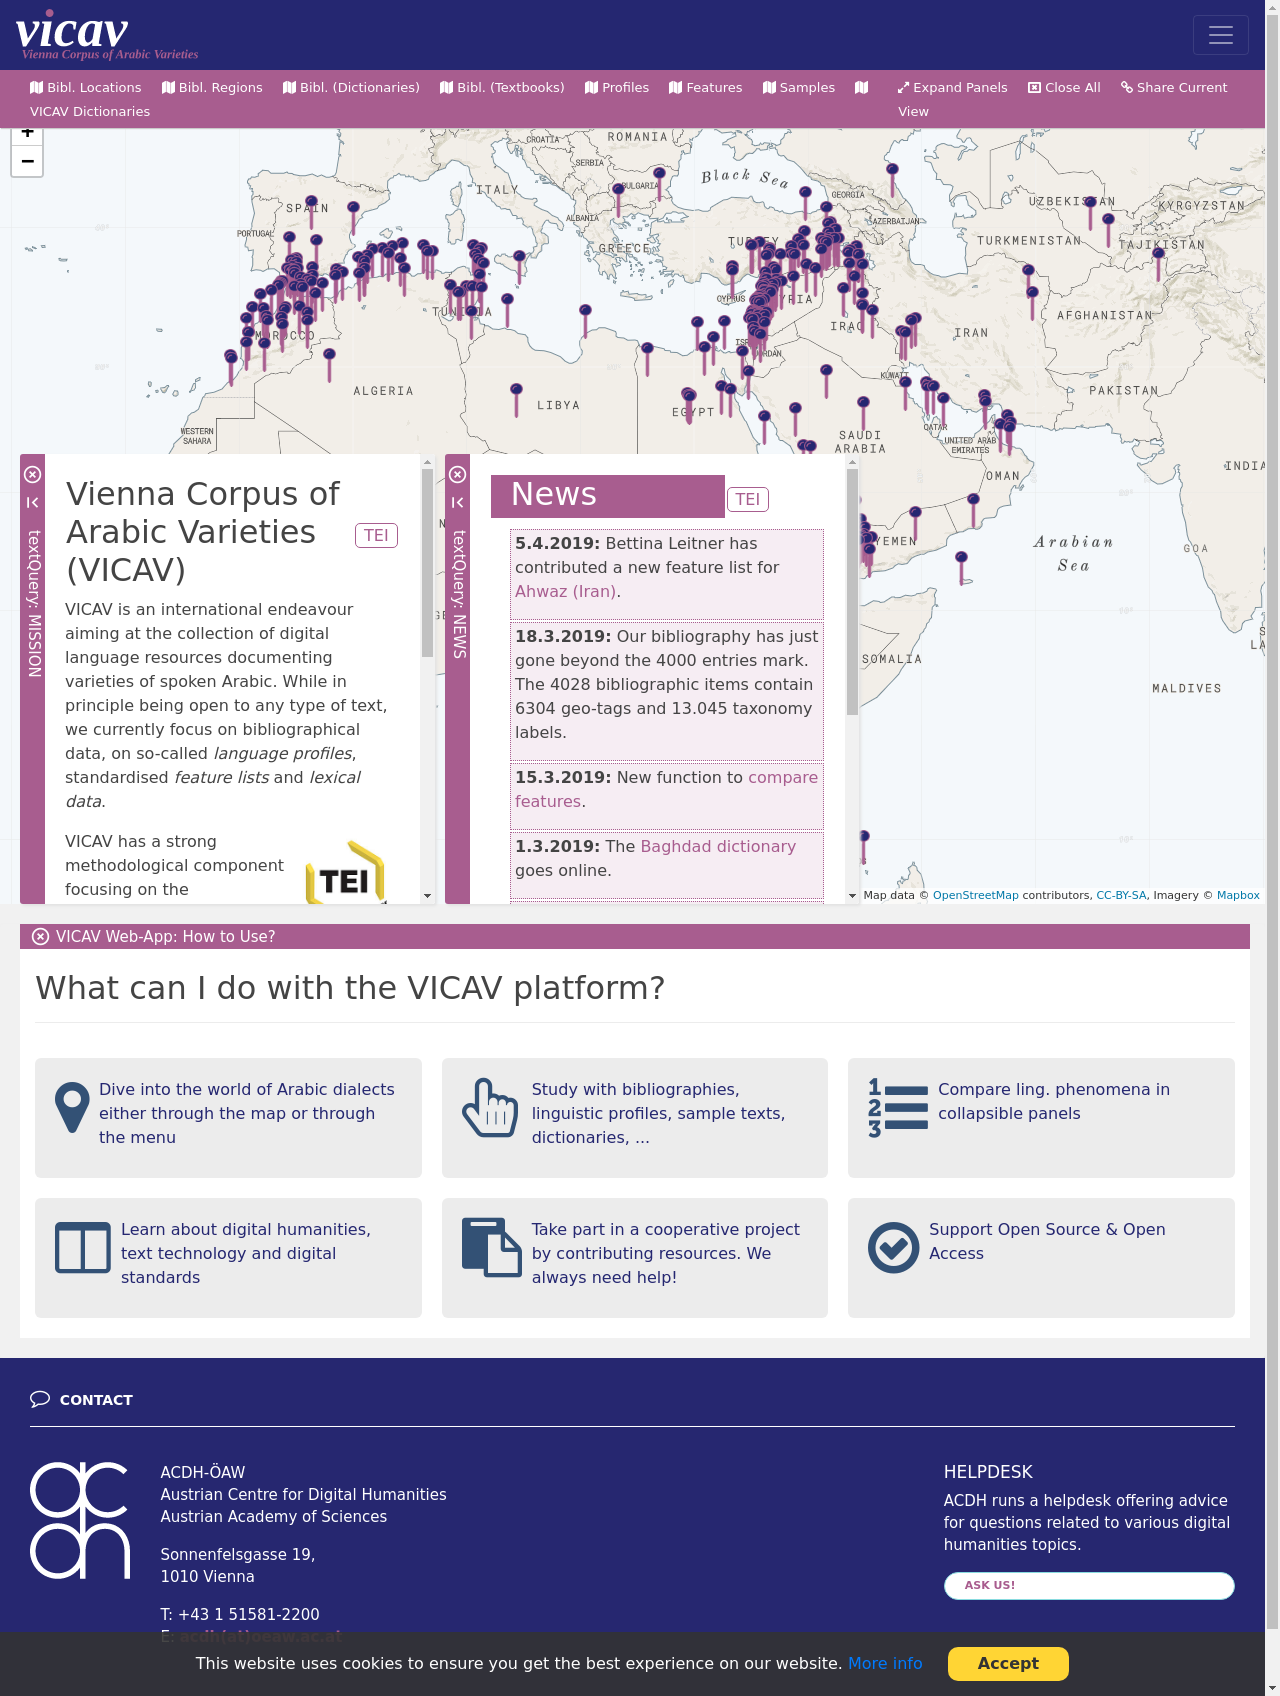 vicav
Vienna Corpus of Arabic Varieties
Bibl. Locations Bibl. Regions Bibl. (Dictionaries) Bibl. (Textbooks) Profiles Features Samples
VICAV Dictionaries
Expand Panels Close All Share Current
View
+
−
CROATIA
ROMANIA
SERBIA
ITALY
BULGARIA
Black Sea
GEORGIA
SPAIN
ALBANIA
UZBEKISTAN
KYRGYZSTAN
PORTUGAL
AZERBAIJAN
GREECE
TURKEY
TURKMENISTAN
TAJIKISTAN
CYPRUS
SYRIA
TUNISIA
AFGHANISTAN
MOROCCO
IRAQ
IRAN
JORDAN
KUWAIT
ALGERIA
PAKISTAN
LIBYA
EGYPT
WESTERN
SAHARA
QATAR
SAUDI
ARABIA
UNITED ARAB
EMIRATES
INDIA
OMAN
YEMEN
Arabian
Sea
GOA
SOMALIA
MALDIVES
textQuery: MISSION
Vienna Corpus of
Arabic Varieties
(VICAV)
TEI
VICAV is an international endeavour
aiming at the collection of digital
language resources documenting
varieties of spoken Arabic. While in
principle being open to any type of text,
we currently focus on bibliographical
data, on so-called language profiles,
standardised feature lists and lexical
data.
VICAV has a strong
methodological component
focusing on the
TEI
textQuery: NEWS
News
TEI
5.4.2019: Bettina Leitner has
contributed a new feature list for
Ahwaz (Iran).
18.3.2019: Our bibliography has just
gone beyond the 4000 entries mark.
The 4028 bibliographic items contain
6304 geo-tags and 13.045 taxonomy
labels.
15.3.2019: New function to compare
features.
1.3.2019: The Baghdad dictionary
goes online.
Map data © OpenStreetMap contributors, CC-BY-SA, Imagery © Mapbox
VICAV Web-App: How to Use?
What can I do with the VICAV platform?
Dive into the world of Arabic dialects
either through the map or through
the menu
Study with bibliographies,
linguistic profiles, sample texts,
dictionaries, ...
1
2
3
Compare ling. phenomena in
collapsible panels
Learn about digital humanities,
text technology and digital
standards
Take part in a cooperative project
by contributing resources. We
always need help!
Support Open Source & Open
Access
CONTACT
acdh
ACDH-ÖAW
Austrian Centre for Digital Humanities
Austrian Academy of Sciences
Sonnenfelsgasse 19,
1010 Vienna
T: +43 1 51581-2200
E: acdh(at)oeaw.ac.at
HELPDESK
ACDH runs a helpdesk offering advice
for questions related to various digital
humanities topics.
ASK US!
This website uses cookies to ensure you get the best experience on our website. More info
Accept